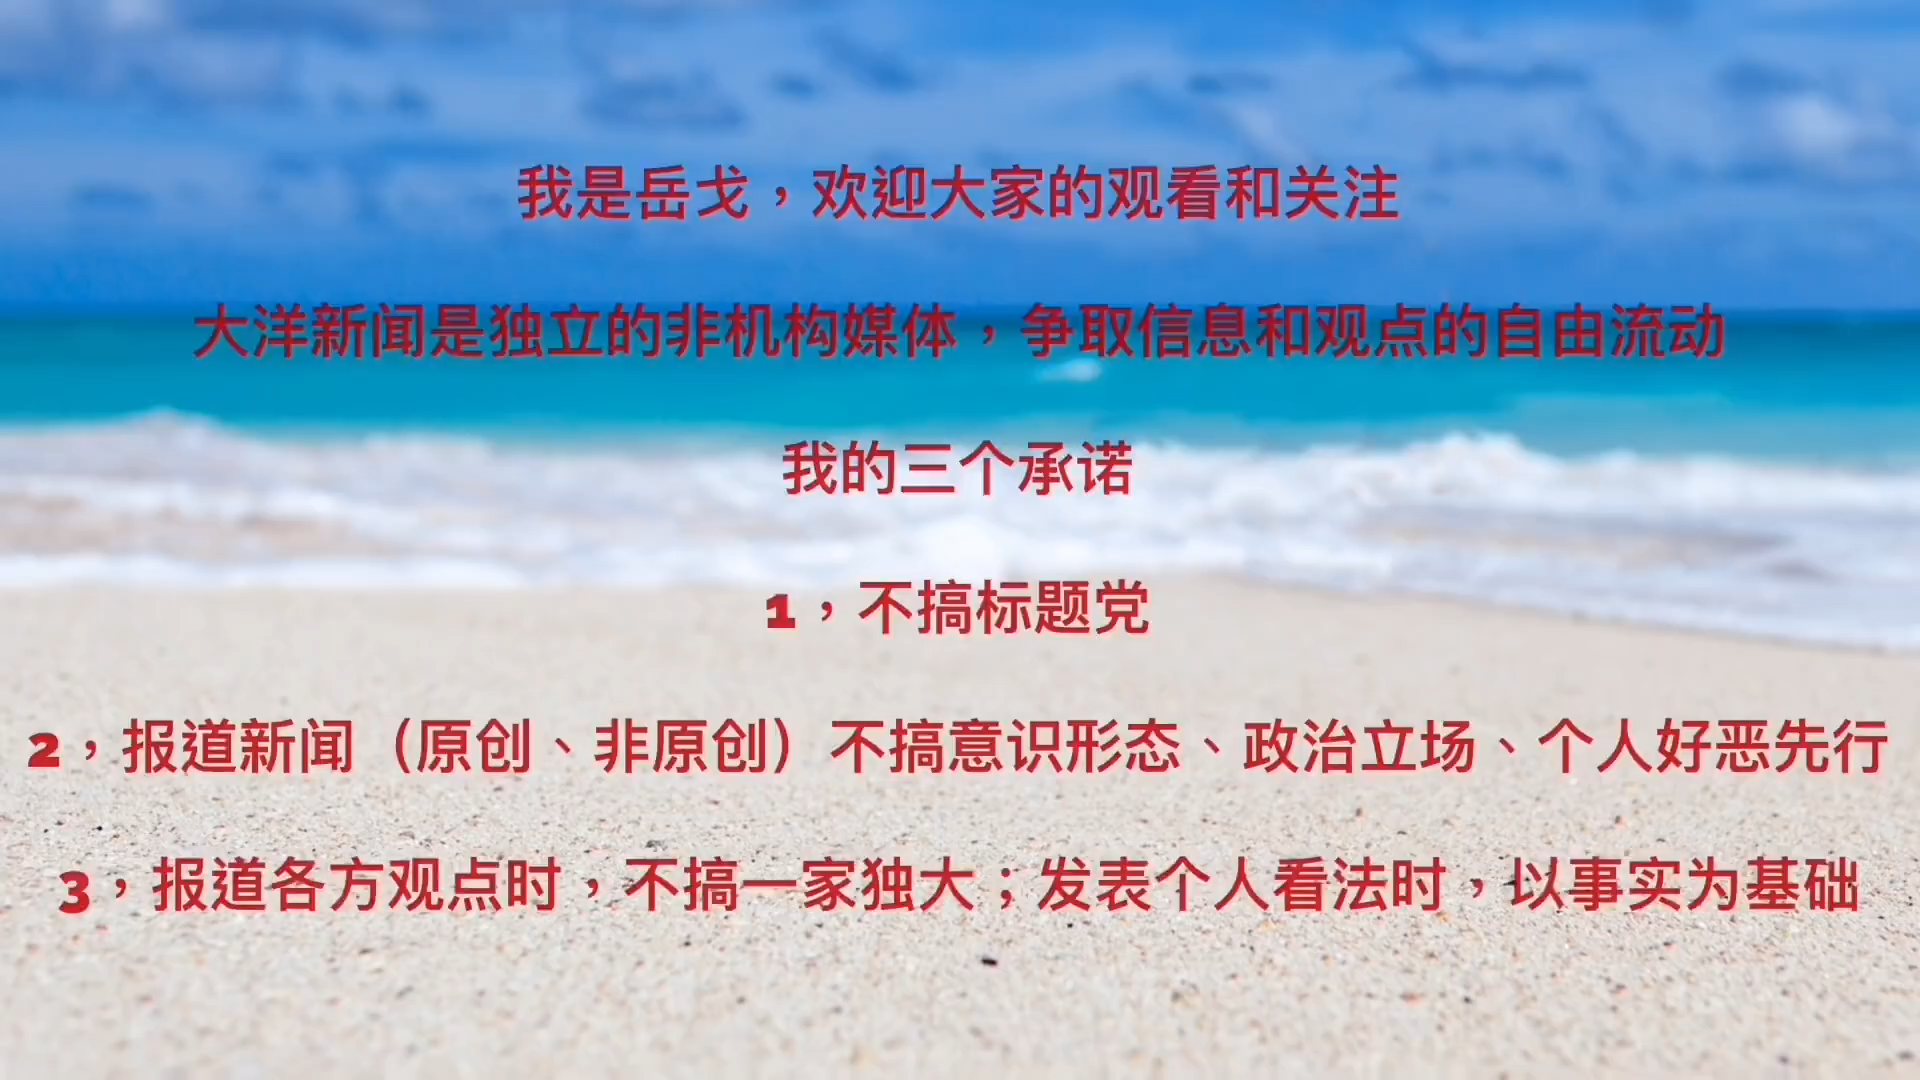 我是岳戈，欢迎大家的观看和关注
大洋新闻是独立的非机构媒体，争取信息和观点的自由流动
我的三个承诺
1，不搞标题党
2，报道新闻（原创、非原创）不搞意识形态、政治立场、个人好恶先行
3，报道各方观点时，不搞一家独大；发表个人看法时，以事实为基础